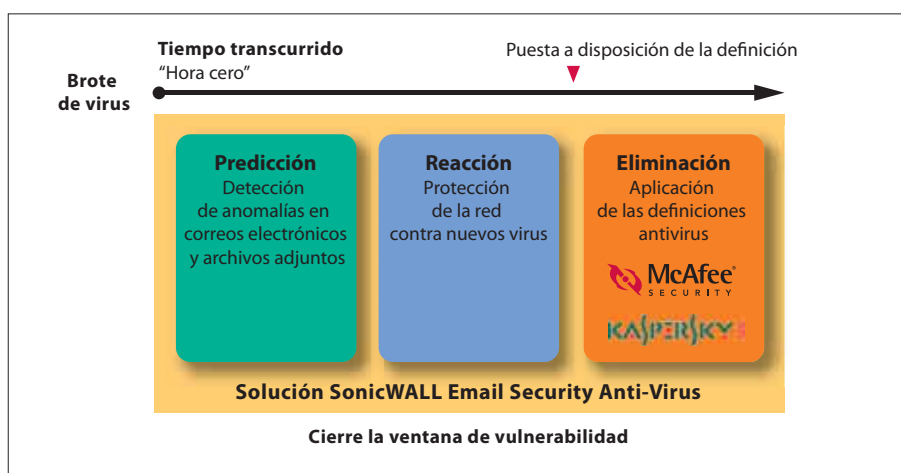 Tiempo transcurrido
"Hora cero"
Puesta a disposición de la definición
Brote
de virus
Predicción
Detección
de anomalías en
correos electrónicos
y archivos adjuntos
Reacción
Protección
de la red
contra nuevos virus
Eliminación
Aplicación
de las definiciones
antivirus
McAfee®
SECURITY
KASPERSKY
Solución SonicWALL Email Security Anti-Virus
Cierre la ventana de vulnerabilidad